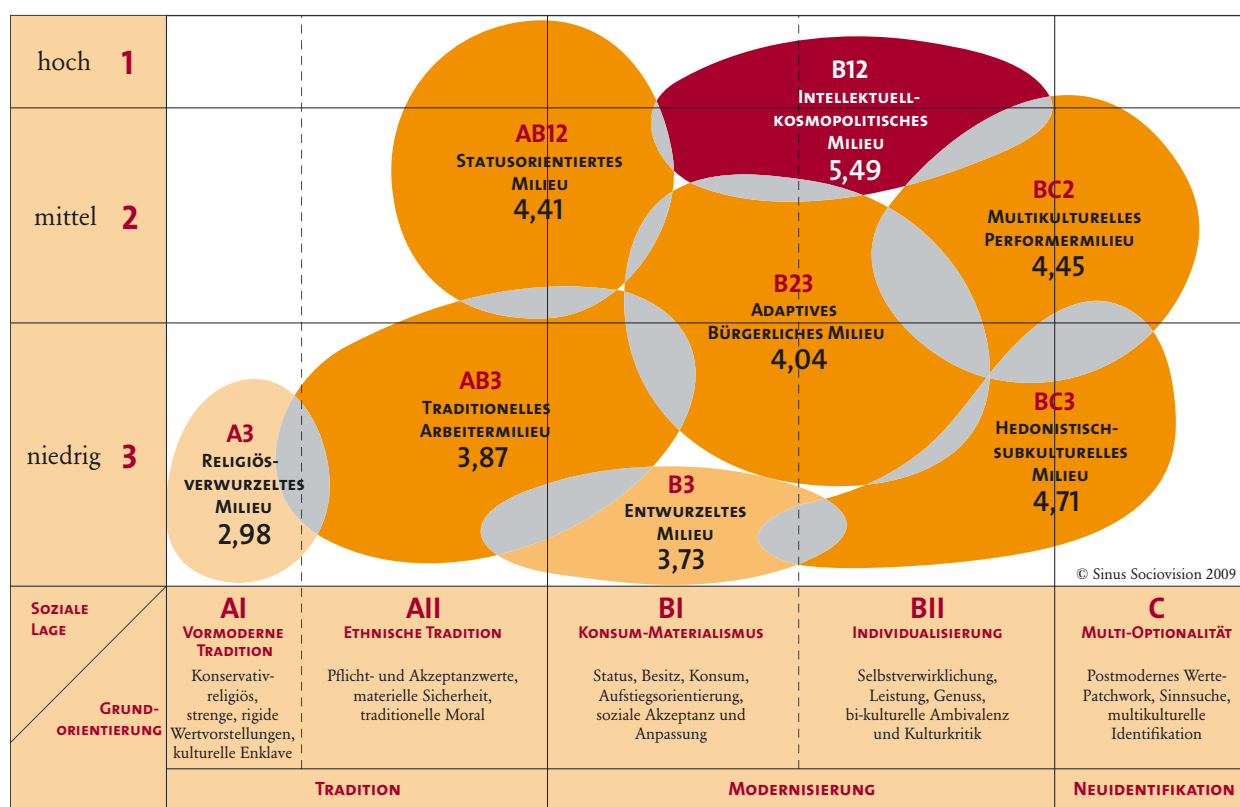 hoch 1
mittel 2
niedrig 3
B12
Intellektuell-
kosmopolitisches
Milieu
5,49
AB12
Statusorientiertes
Milieu
4,41
BC2
Multikulturelles
Performermilieu
4,45
B23
Adaptives
Bürgerliches Milieu
4,04
AB3
Traditionelles
Arbeitermilieu
3,87
BC3
Hedonistisch-
subkulturelles
Milieu
4,71
A3
Religiös-
verwurzeltes
Milieu
2,98
B3
Entwurzeltes
Milieu
3,73
© Sinus Sociovision 2009
Soziale
Lage
Grund-
orientierung
AI
Vormoderne
Tradition
Konservativ-
religiös,
strenge, rigide
Wertvorstellungen,
kulturelle Enklave
AII
Ethnische Tradition
Pflicht- und Akzeptanzwerte,
materielle Sicherheit,
traditionelle Moral
BI
Konsum-Materialismus
Status, Besitz, Konsum,
Aufstiegsorientierung,
soziale Akzeptanz und
Anpassung
BII
Individualisierung
Selbstverwirklichung,
Leistung, Genuss,
bi-kulturelle Ambivalenz
und Kulturkritik
C
Multi-Optionalität
Postmodernes Werte-
Patchwork, Sinnsuche,
multikulturelle
Identifikation
Tradition
Modernisierung
Neuidentifikation